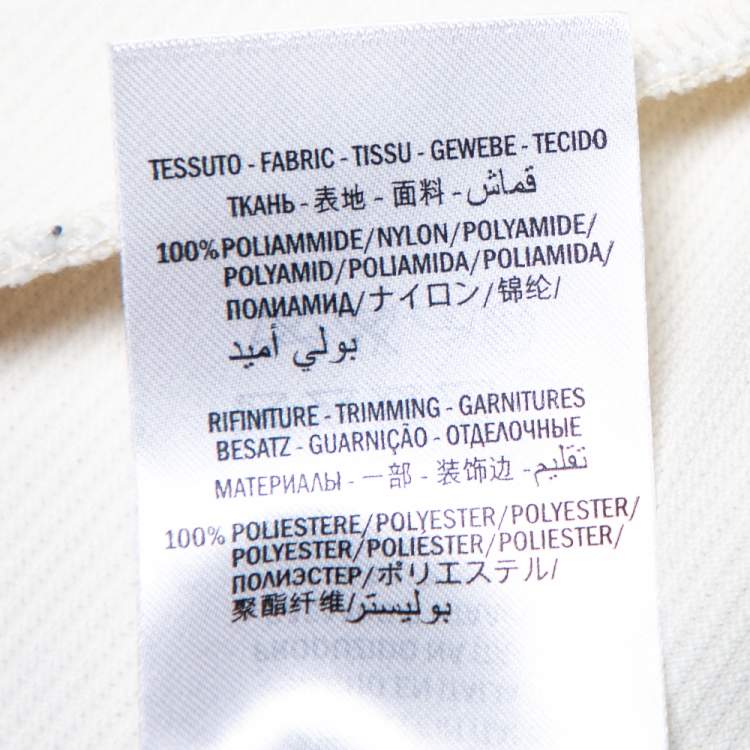 TESSUTO - FABRIC - TISSU - GEWEBE - TECIDO
ТКАНЬ - 表地 - 面料 - قماش
100% POLIAMMIDE/NYLON/POLYAMIDE/
POLYAMID/POLIAMIDA/POLIAMIDA/
ПОЛИАМИД/ナイロン/锦纶/
بولي أميد
RIFINITURE - TRIMMING - GARNITURES
BESATZ - GUARNIÇÃO - ОТДЕЛОЧНЫЕ
МАТЕРИАЛЫ - 一部 - 装饰边 - تقليم
100% POLIESTERE/POLYESTER/POLYESTER/
POLYESTER/POLIÉSTER/POLIESTER/
ПОЛИЭСТЕР/ポリエステル/
聚酯纤维/بوليستر